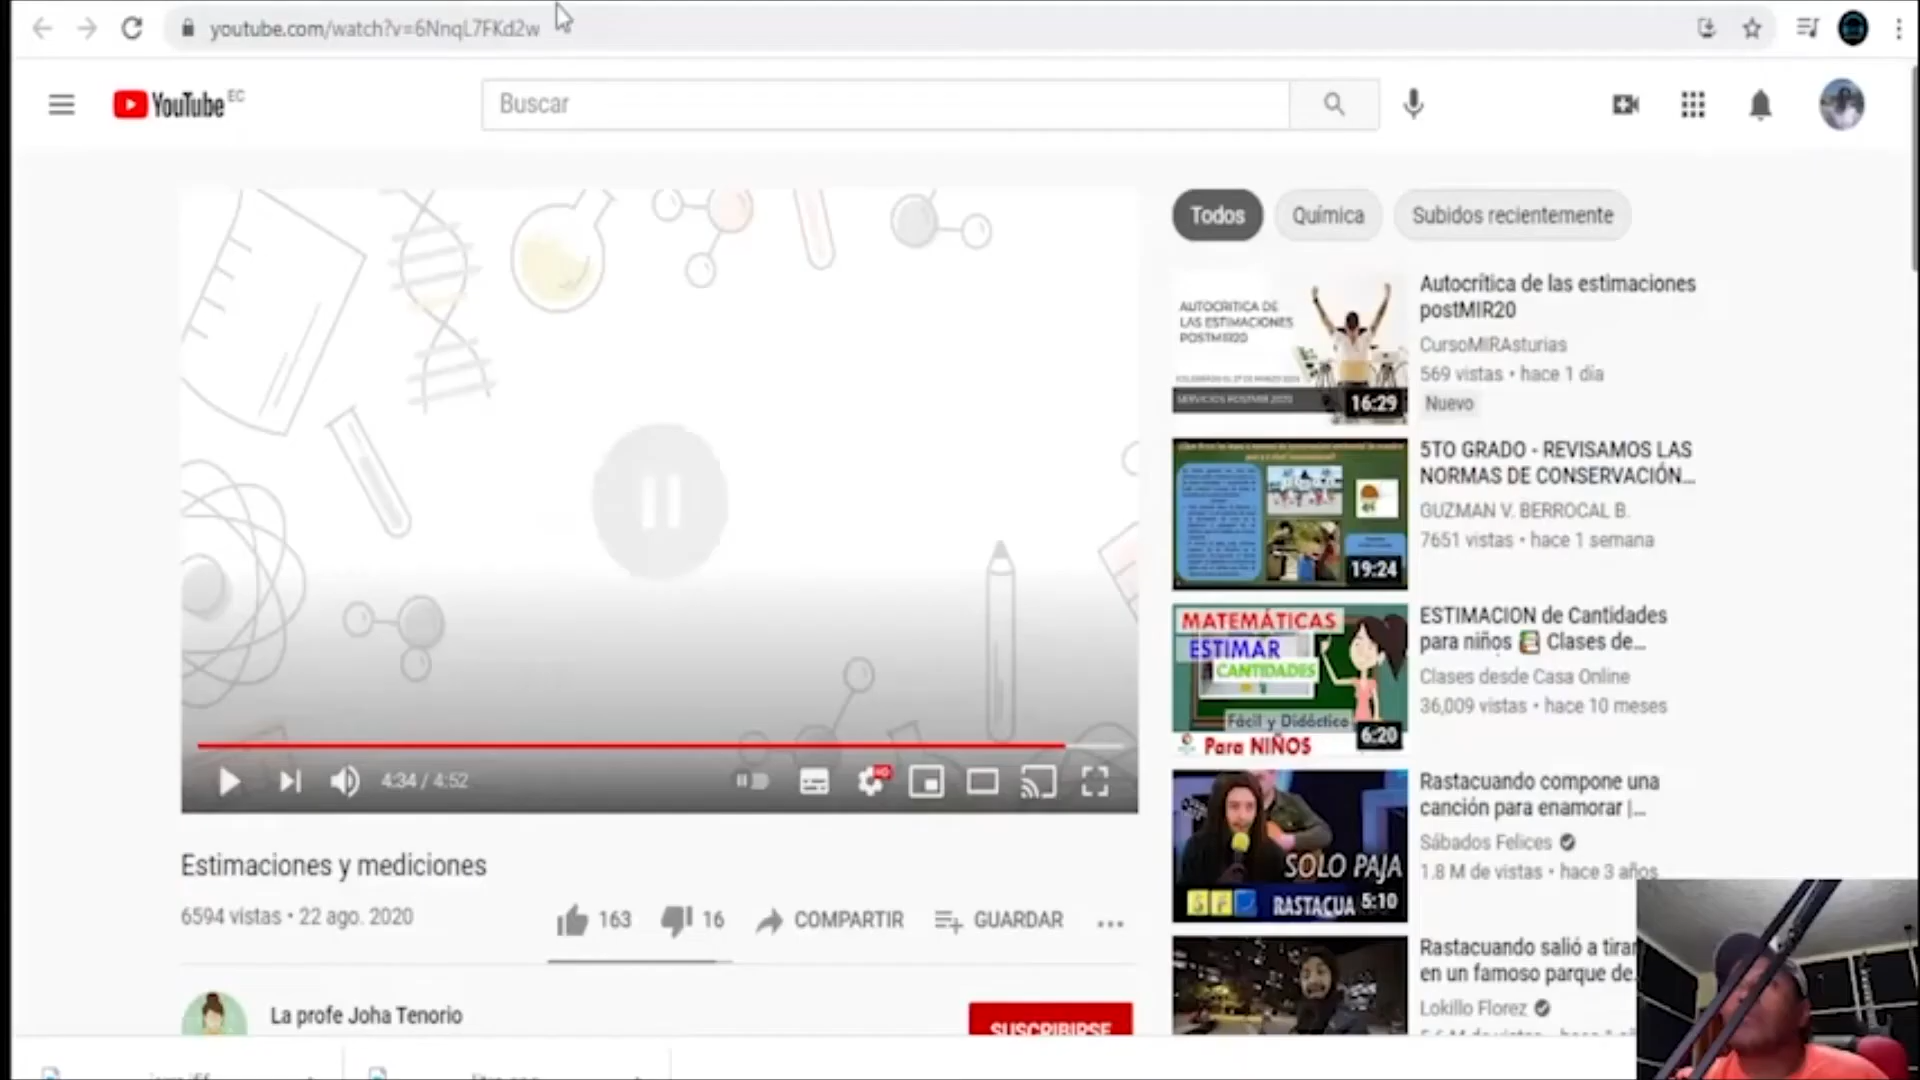 youtube.com/watch?v=6NnqL7FKd2w
YouTube EC
Buscar
Todos
Química
Subidos recientemente
AUTOCRITICA DE
LAS ESTIMACIONES
POSTMIR20
SERVICIOS POSTMIR 2020
16:29
Autocrítica de las estimaciones
postMIR20
CursoMIRAsturias
569 vistas • hace 1 día
Nuevo
19:24
5TO GRADO - REVISAMOS LAS
NORMAS DE CONSERVACIÓN...
GUZMAN V. BERROCAL B.
7651 vistas • hace 1 semana
MATEMÁTICAS
ESTIMAR
CANTIDADES
Fácil y Didáctico
Para NIÑOS
6:20
ESTIMACION de Cantidades
para niños Clases de...
Clases desde Casa Online
36,009 vistas • hace 10 meses
SOLO PAJA
RASTACUA
5:10
Rastacuando compone una
canción para enamorar |...
Sábados Felices
1.8 M de vistas • hace 3 años
Rastacuando salió a tirar
en un famoso parque de
Lokillo Florez
4:34 / 4:52
HD
Estimaciones y mediciones
6594 vistas • 22 ago. 2020
163
16
COMPARTIR
GUARDAR
La profe Joha Tenorio
SUSCRIBIRSE